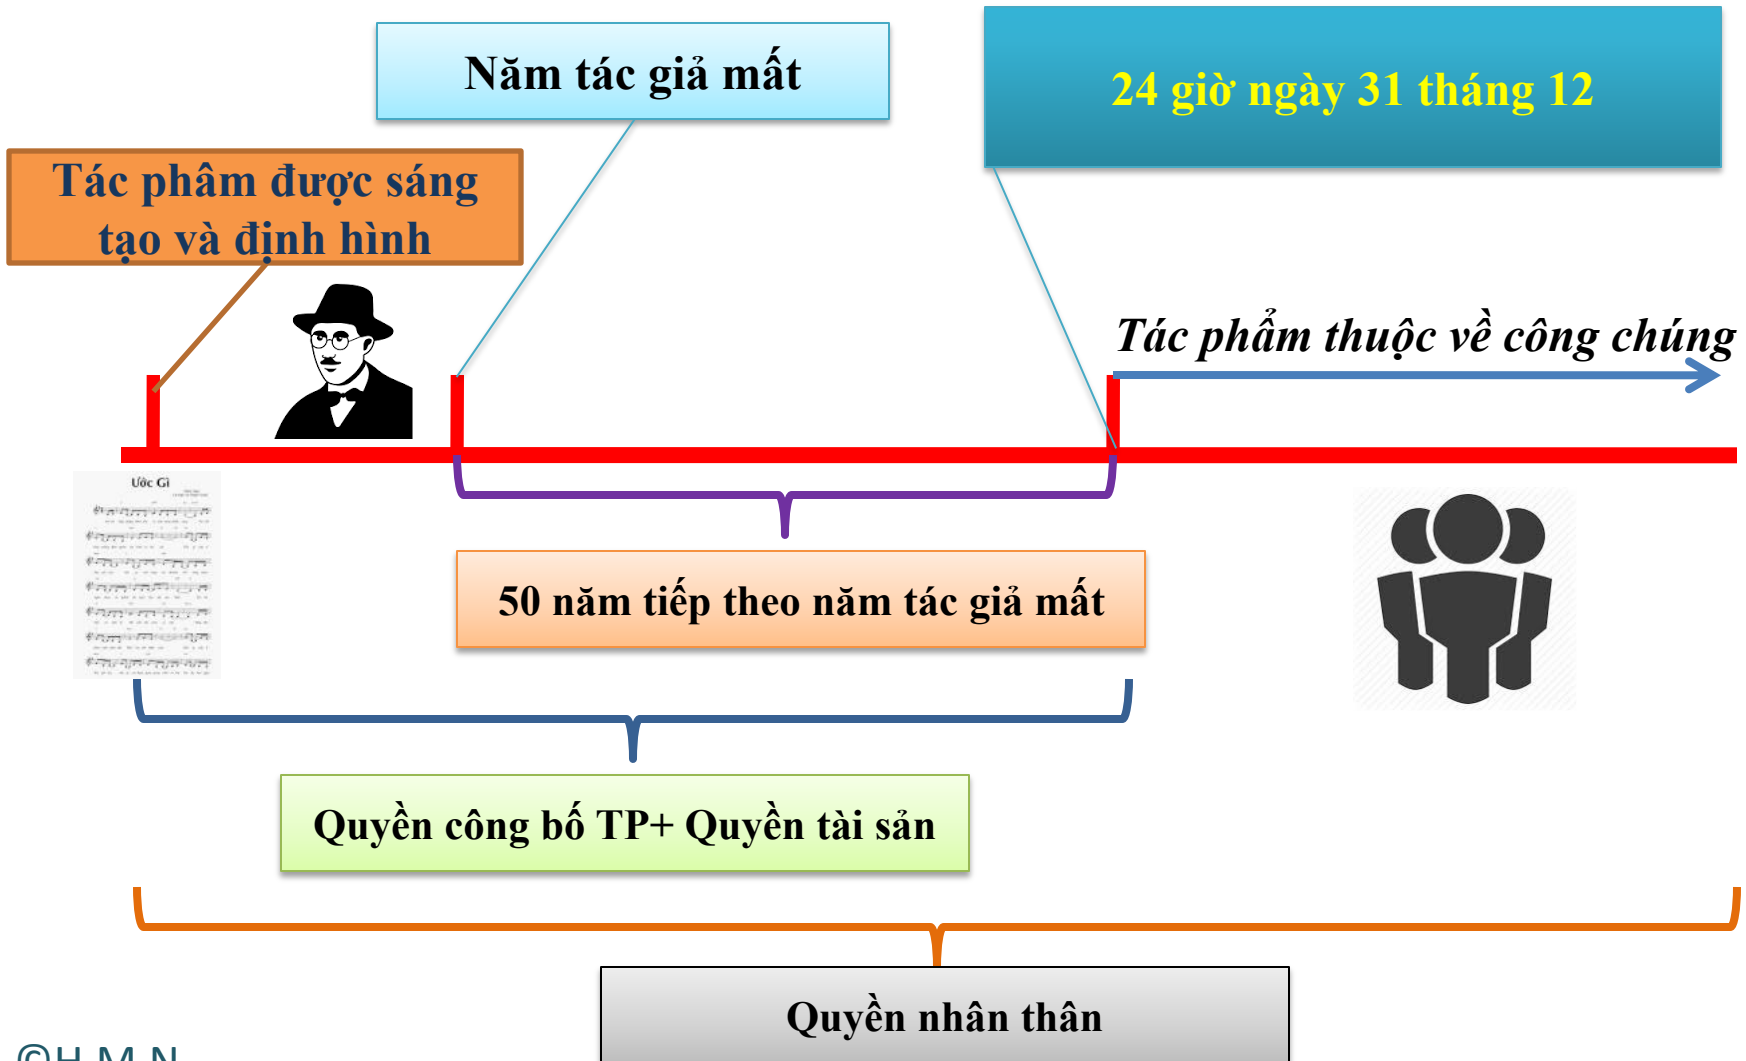 Năm tác giả mất
24 giờ ngày 31 tháng 12
Tác phâm được sáng
tạo và định hình
Tác phẩm thuộc về công chúng
Ước Gì
50 năm tiếp theo năm tác giả mất
Quyền công bố TP+ Quyền tài sản
Quyền nhân thân
©H.M.N